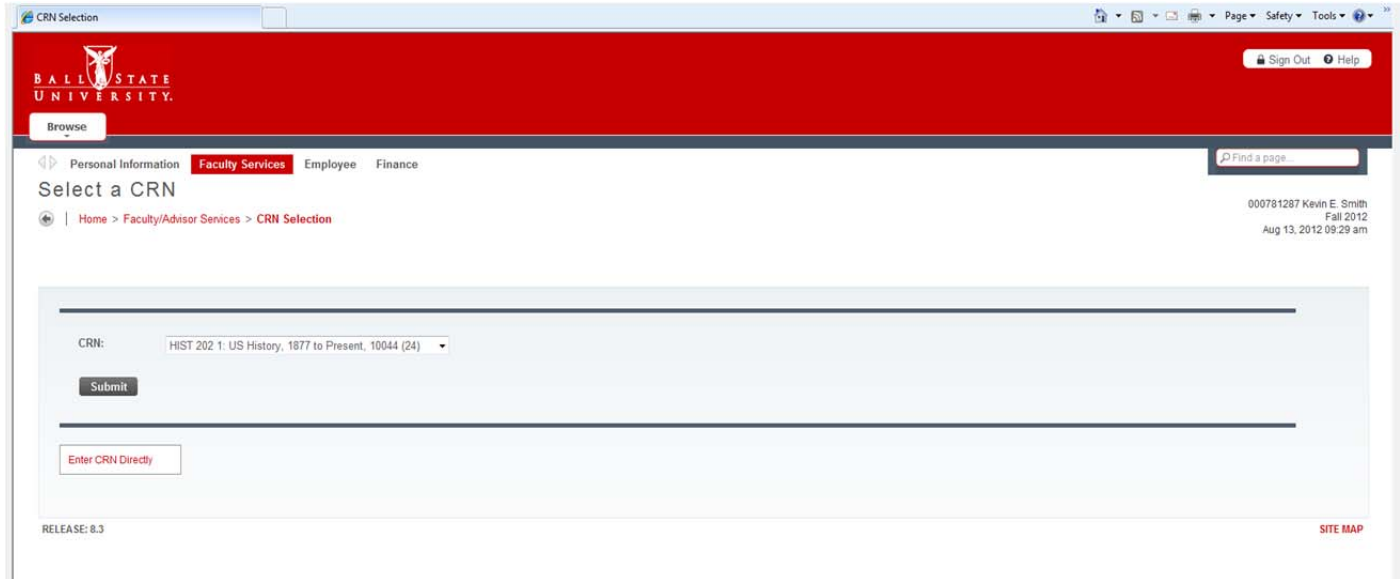 CRN Selection
Page Safety Tools
BALL STATE
UNIVERSITY.
Sign Out Help
Browse
Personal Information Faculty Services Employee Finance
Find a page...
Select a CRN
Home > Faculty/Advisor Services > CRN Selection
000781287 Kevin E. Smith
Fall 2012
Aug 13, 2012 09:29 am
CRN: HIST 202 1: US History, 1877 to Present, 10044 (24)
Submit
Enter CRN Directly
RELEASE: 8.3
SITE MAP